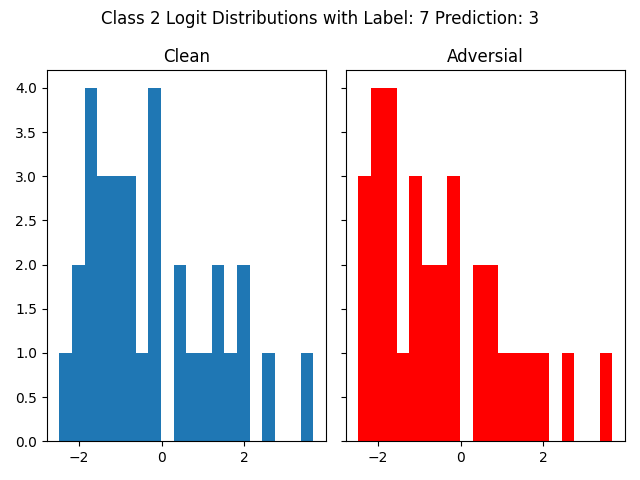 Class 2 Logit Distributions with Label: 7 Prediction: 3
Clean
Adversial
4.0
3.5
3.0
2.5
2.0
1.5
1.0
0.5
0.0
−2 0 2
−2 0 2